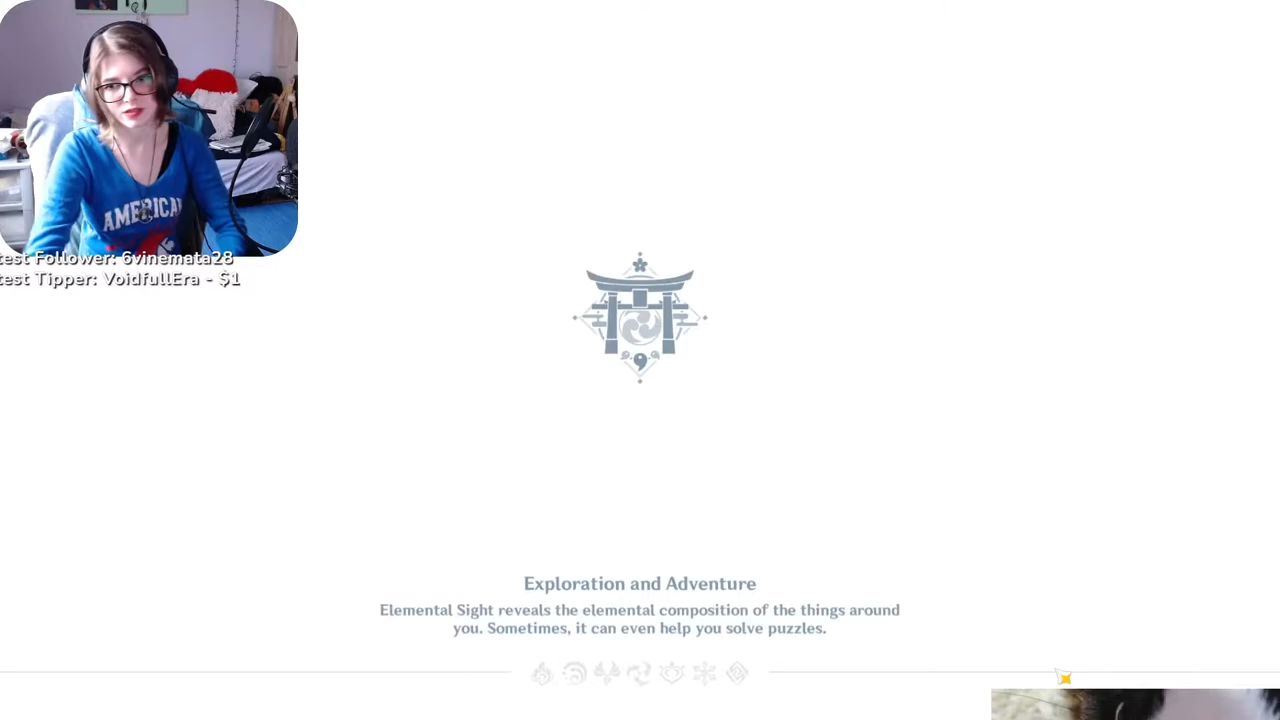 AMERICAN
test Follower: 6vinemata28
test Tipper: VoidfullEra - $1
Exploration and Adventure
Elemental Sight reveals the elemental composition of the things around
you. Sometimes, it can even help you solve puzzles.